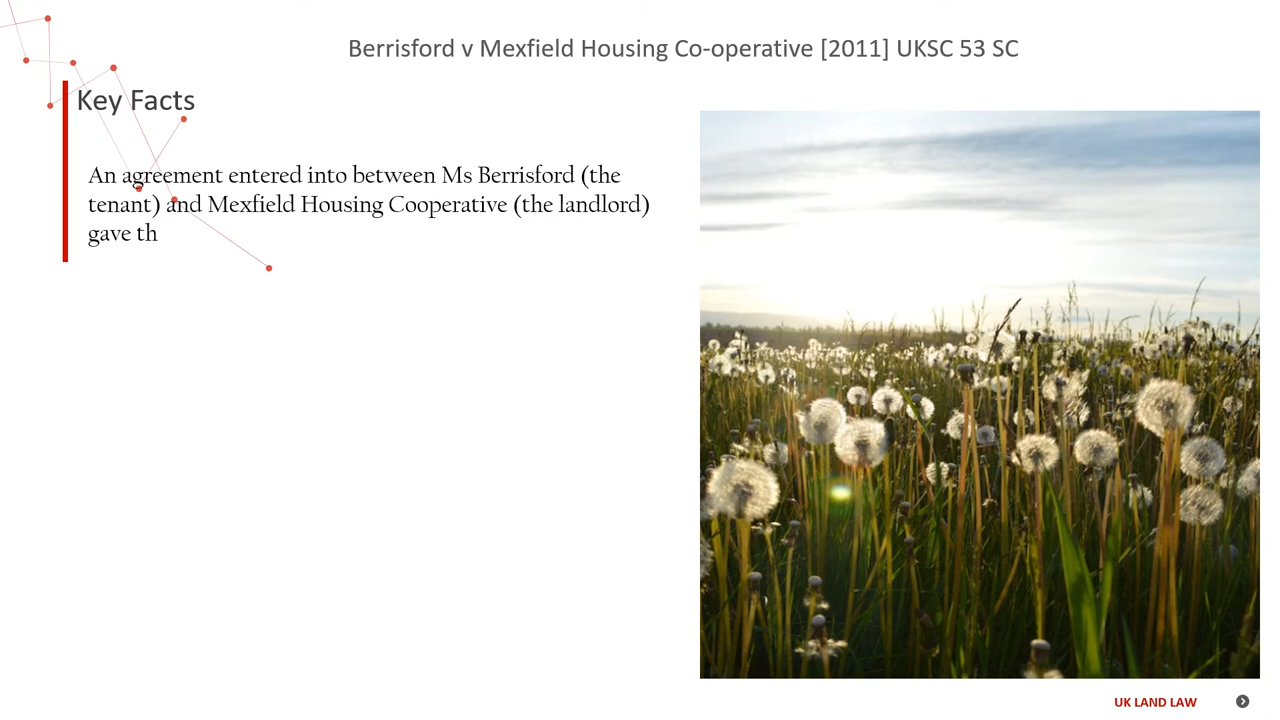 Berrisford v Mexfield Housing Co-operative [2011] UKSC 53 SC
Key Facts
An agreement entered into between Ms Berrisford (the
tenant) and Mexfield Housing Cooperative (the landlord)
gave th
UK LAND LAW